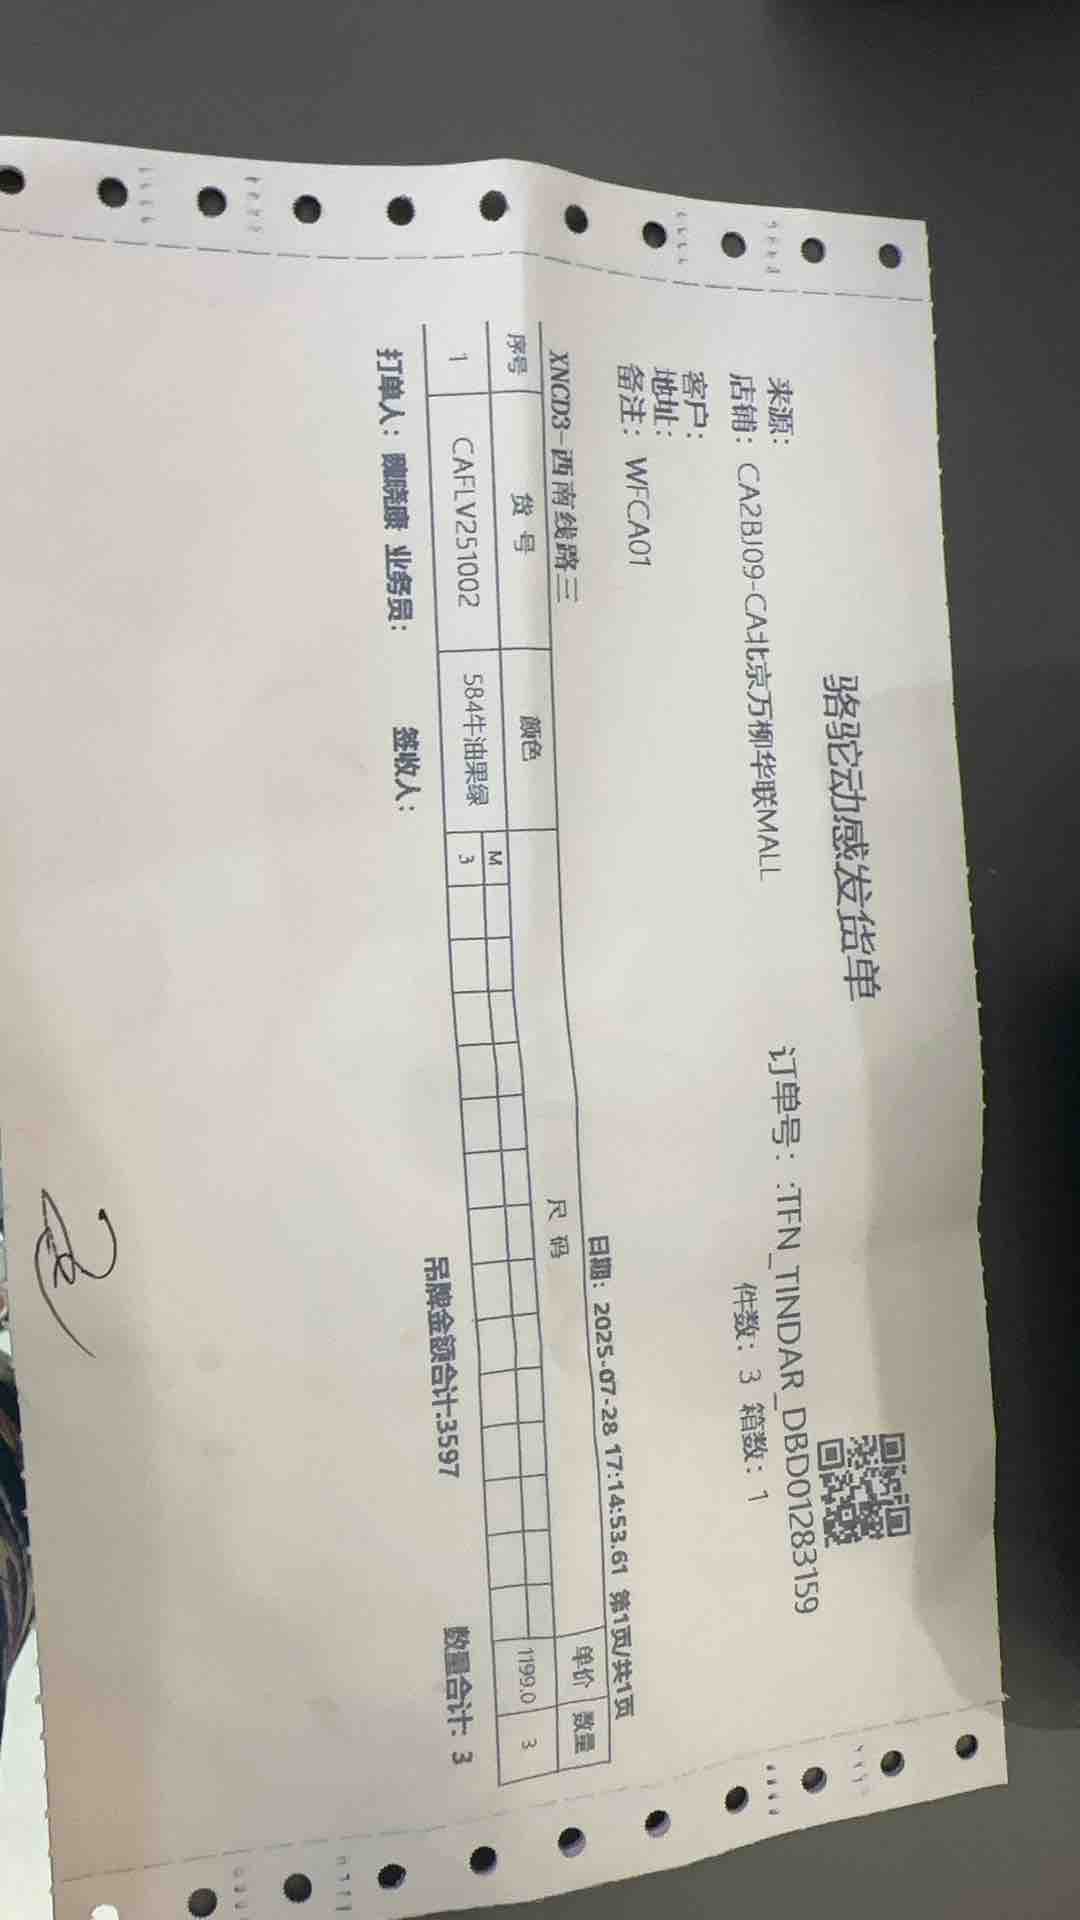 骆驼动感发货单
来源:
订单号: :TFN_TINDAR_DBD01283159
店铺: CA2BJ09-CA北京万柳华联MALL
件数: 3 箱数: 1
客户:
地址:
备注: WFCA01
日期: 2025-07-28 17:14:53.61 第1页/共1页
XNCD3-西南线路三
序号 货号 颜色 尺码 单价 数量
M
1 CAFLV251002 584牛油果绿 3 1199.0 3
吊牌金额合计:3597 数量合计: 3
打单人: 魏晓康 业务员: 签收人: